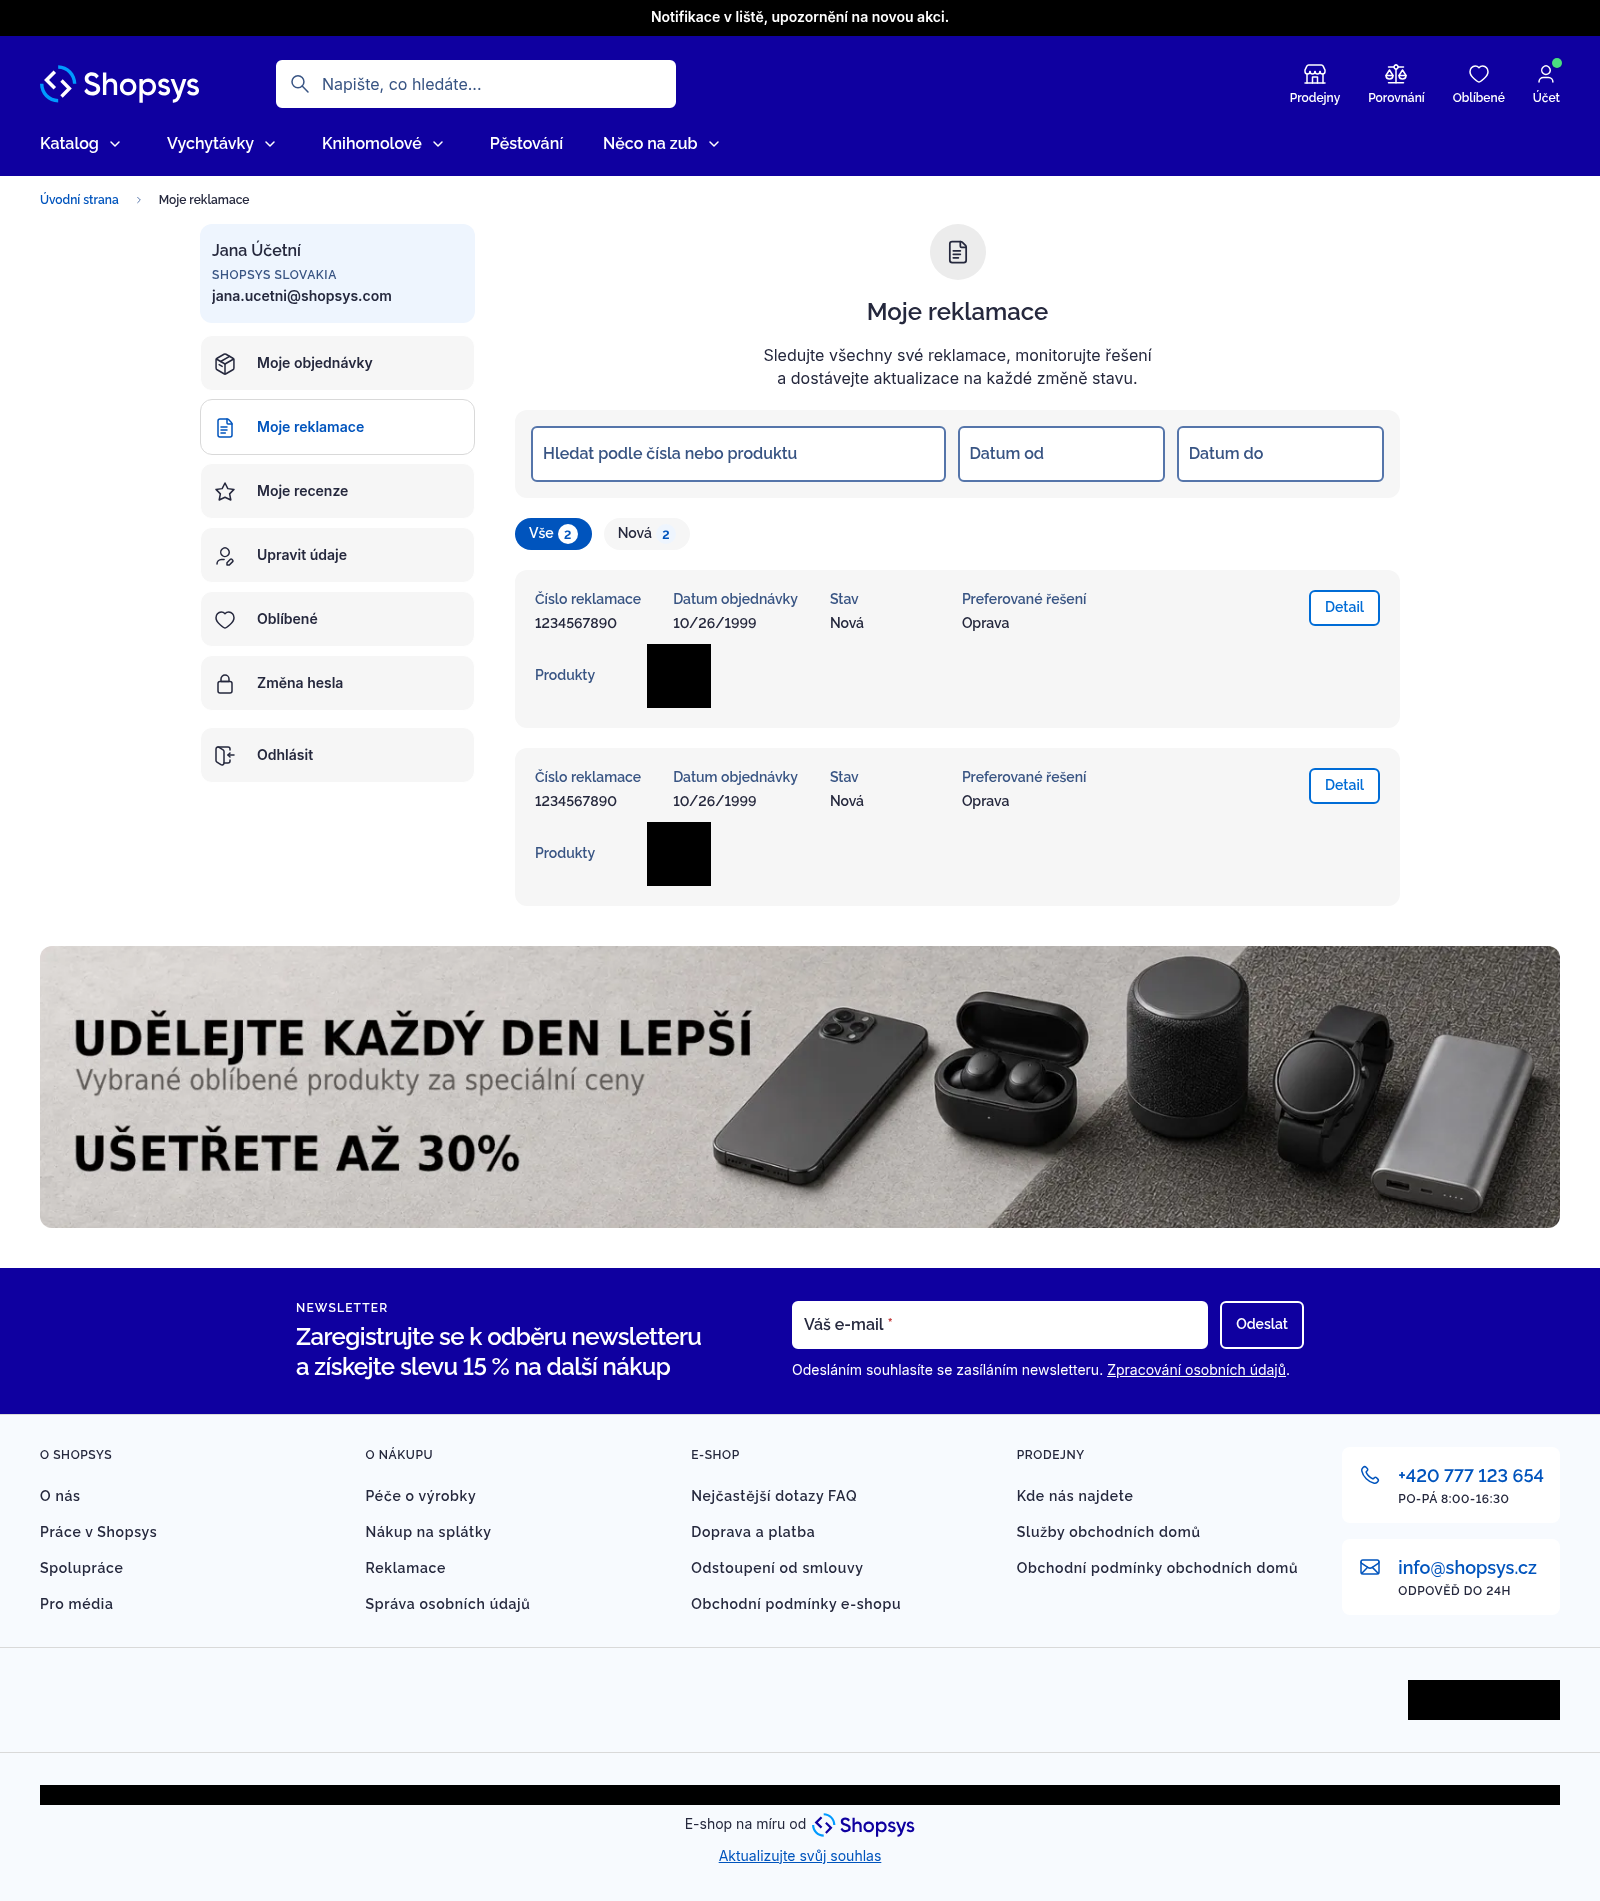 Notifikace v liště, upozornění na novou akci.
Shopsys
Napište, co hledáte...
Prodejny
Porovnání
Oblíbené
Účet
Katalog
Vychytávky
Knihomolové
Pěstování
Něco na zub
Úvodní strana
Moje reklamace
Jana Účetní
SHOPSYS SLOVAKIA
jana.ucetni@shopsys.com
Moje objednávky
Moje reklamace
Moje recenze
Upravit údaje
Oblíbené
Změna hesla
Odhlásit
Moje reklamace
Sledujte všechny své reklamace, monitorujte řešení
a dostávejte aktualizace na každé změně stavu.
Hledat podle čísla nebo produktu
Datum od
Datum do
Vše 2
Nová 2
Číslo reklamace
1234567890
Datum objednávky
10/26/1999
Stav
Nová
Preferované řešení
Oprava
Detail
Produkty
Číslo reklamace
1234567890
Datum objednávky
10/26/1999
Stav
Nová
Preferované řešení
Oprava
Detail
Produkty
UDĚLEJTE KAŽDÝ DEN LEPŠÍ
Vybrané oblíbené produkty za speciální ceny
UŠETŘETE AŽ 30%
NEWSLETTER
Zaregistrujte se k odběru newsletteru
a získejte slevu 15 % na další nákup
Váš e-mail *
Odeslat
Odesláním souhlasíte se zasíláním newsletteru. Zpracování osobních údajů.
O SHOPSYS
O nás
Práce v Shopsys
Spolupráce
Pro média
O NÁKUPU
Péče o výrobky
Nákup na splátky
Reklamace
Správa osobních údajů
E-SHOP
Nejčastější dotazy FAQ
Doprava a platba
Odstoupení od smlouvy
Obchodní podmínky e-shopu
PRODEJNY
Kde nás najdete
Služby obchodních domů
Obchodní podmínky obchodních domů
+420 777 123 654
PO-PÁ 8:00-16:30
info@shopsys.cz
ODPOVĚĎ DO 24H
E-shop na míru od Shopsys
Aktualizujte svůj souhlas